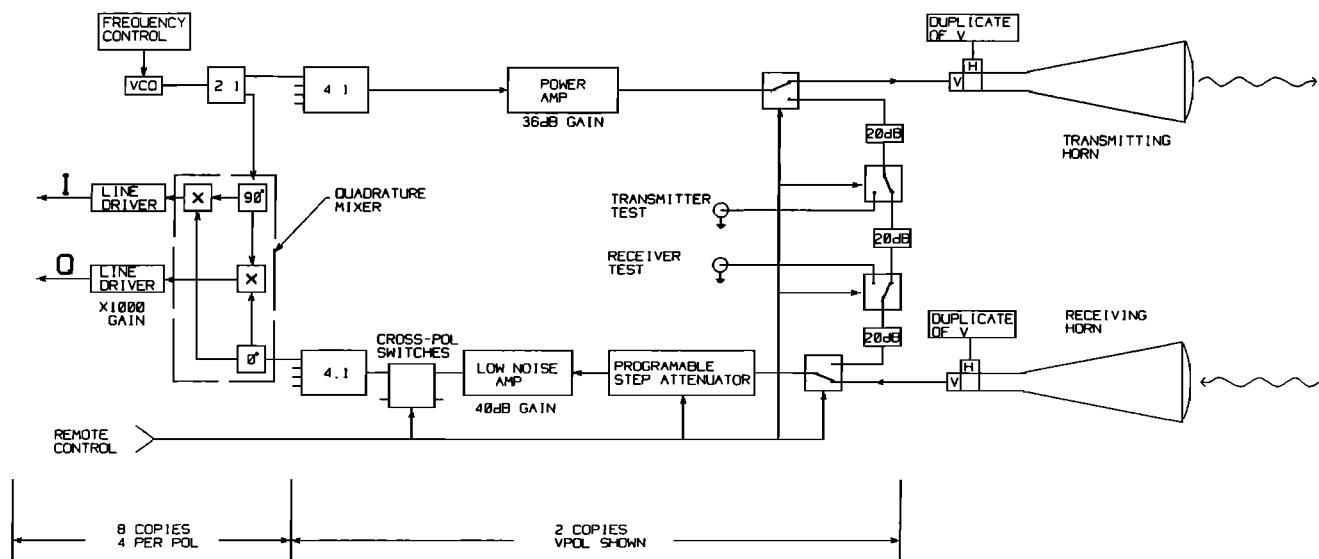 FREQUENCY
CONTROL
VCO
2 1
4 1
POWER
AMP
36dB GAIN
DUPLICATE
OF V
H
V
20dB
TRANSMITTING
HORN
I
LINE
DRIVER
X
90°
QUADRATURE
MIXER
TRANSMITTER
TEST
20dB
RECEIVER
TEST
Q
LINE
DRIVER
X
X1000
GAIN
0°
4.1
CROSS-POL
SWITCHES
LOW NOISE
AMP
40dB GAIN
PROGRAMABLE
STEP ATTENUATOR
20dB
DUPLICATE
OF V
H
V
RECEIVING
HORN
REMOTE
CONTROL
8 COPIES
4 PER POL
2 COPIES
VPOL SHOWN